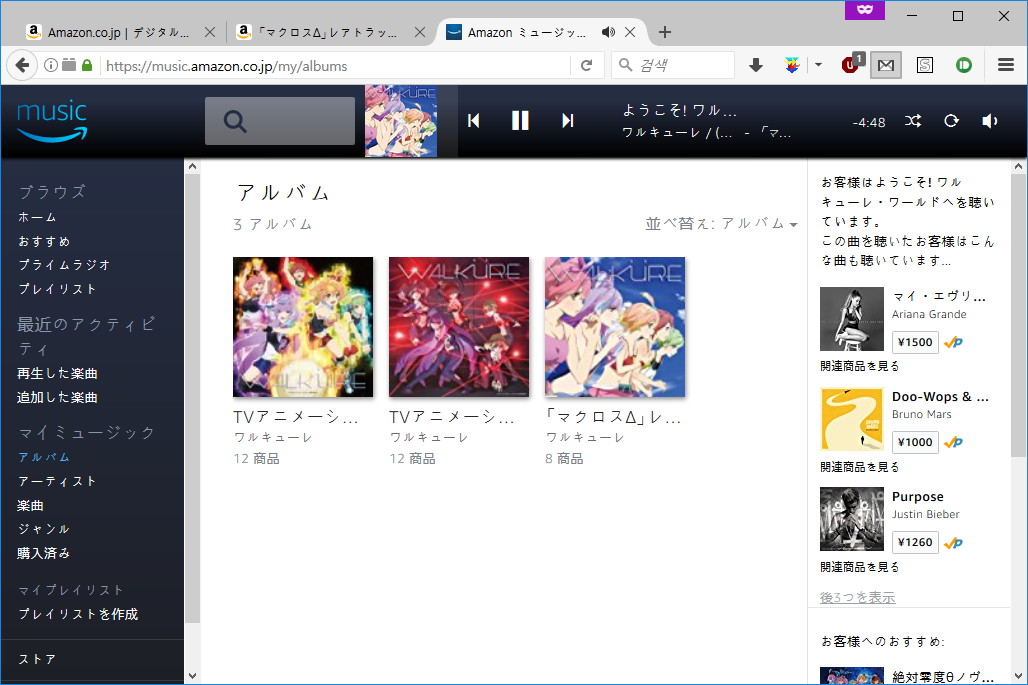 Amazon.co.jp | デジタル...
「マクロスΔ」レアトラッ...
Amazon ミュージッ...
https://music.amazon.co.jp/my/albums
검색
1
music
ようこそ! ワル...
ワルキューレ / (... - 「マ...
-4:48
ブラウズ
ホーム
おすすめ
プライムラジオ
プレイリスト
最近のアクティビ
ティ
再生した楽曲
追加した楽曲
マイミュージック
アルバム
アーティスト
楽曲
ジャンル
購入済み
マイプレイリスト
プレイリストを作成
ストア
アルバム
3 アルバム
並べ替え: アルバム
WALKÜRE
TVアニメーシ...
ワルキューレ
12 商品
WALKÜRE
TVアニメーシ...
ワルキューレ
12 商品
WALKÜRE
「マクロスΔ」レ...
ワルキューレ
8 商品
お客様はようこそ! ワル
キューレ・ワールドへを聴い
ています。
この曲を聴いたお客様はこん
な曲も聴いています...
マイ・エヴリ...
Ariana Grande
¥1500
関連商品を見る
Doo-Wops & ...
Bruno Mars
¥1000
関連商品を見る
Purpose
Justin Bieber
¥1260
関連商品を見る
後3つを表示
お客様へのおすすめ:
絶対零度θノヴ...